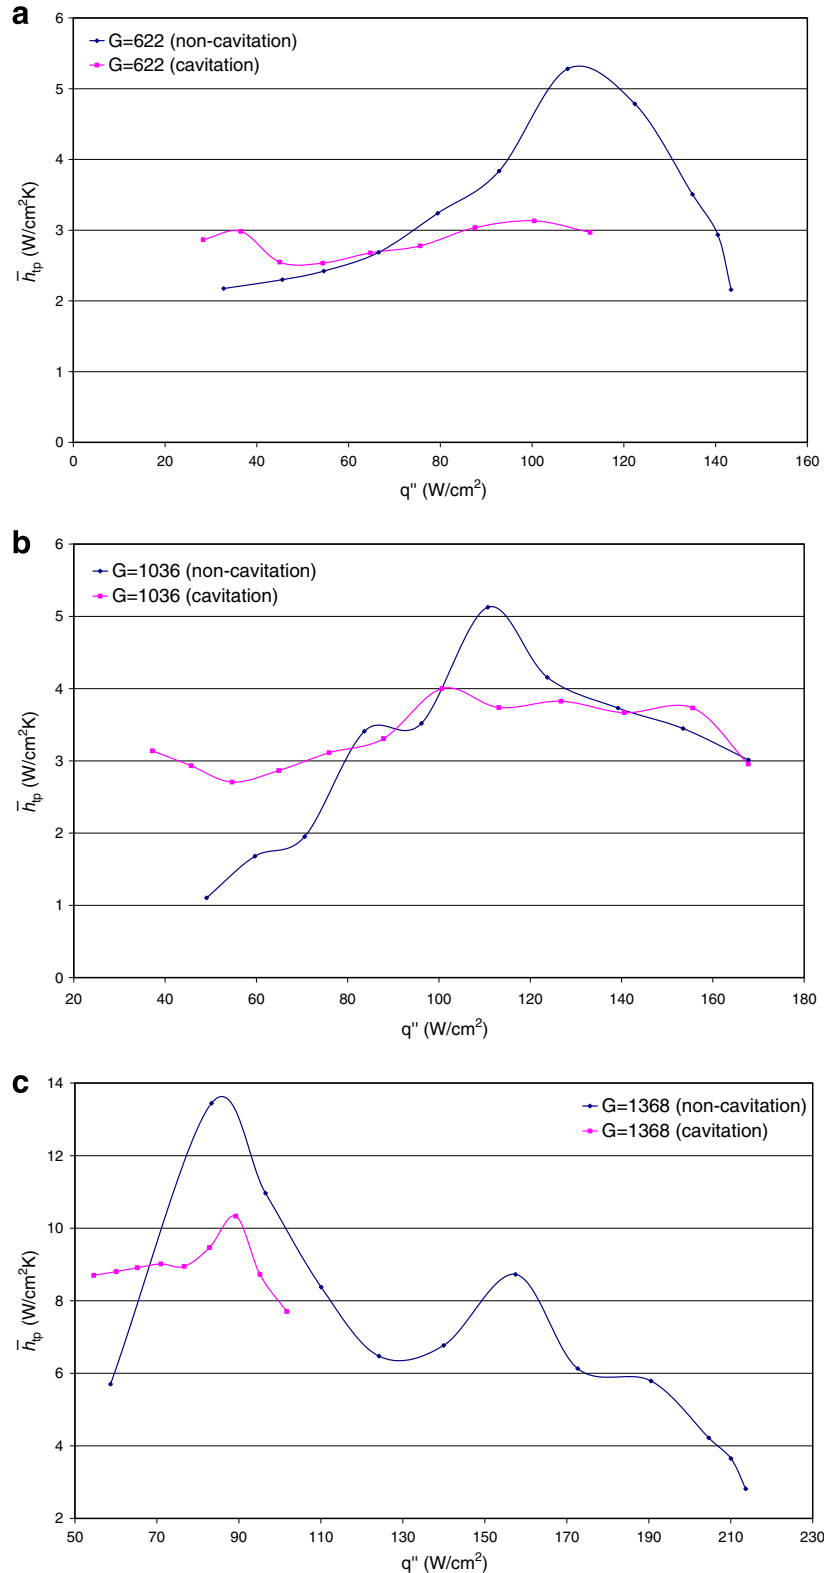 a
6
5
4
3
2
1
0
h̅tp (W/cm²K)
G=622 (non-cavitation)
G=622 (cavitation)
0 20 40 60 80 100 120 140 160
q" (W/cm²)
b
6
5
4
3
2
1
0
h̅tp (W/cm²K)
G=1036 (non-cavitation)
G=1036 (cavitation)
20 40 60 80 100 120 140 160 180
q" (W/cm²)
c
14
12
10
8
6
4
2
h̅tp (W/cm²K)
G=1368 (non-cavitation)
G=1368 (cavitation)
50 70 90 110 130 150 170 190 210 230
q" (W/cm²)